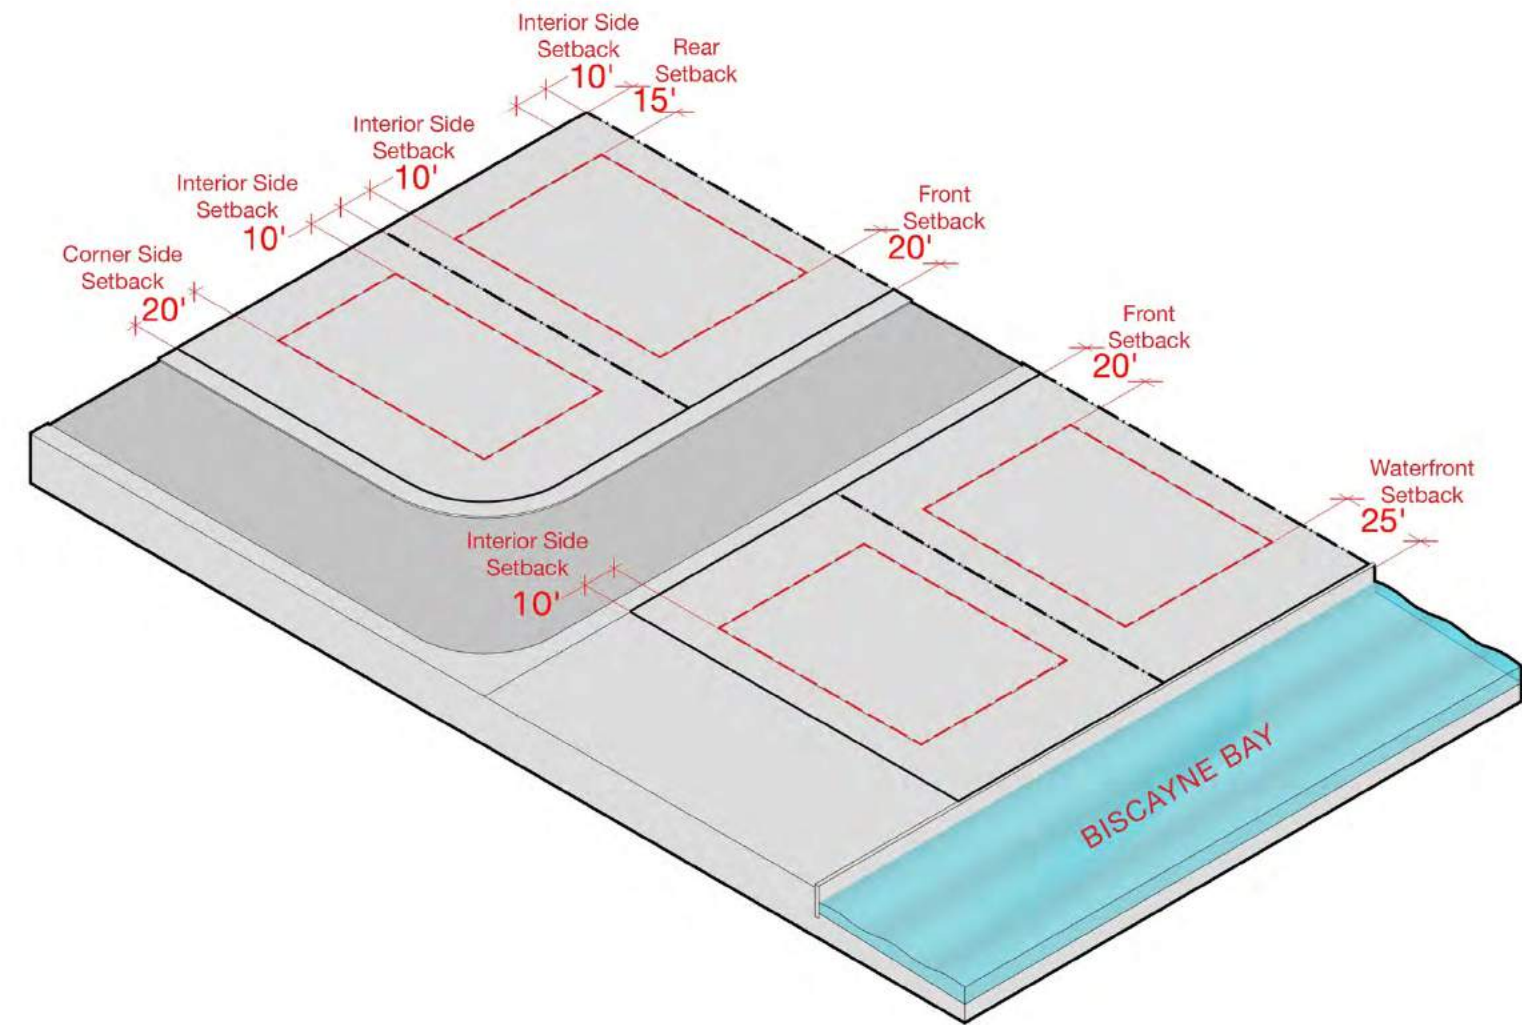 Interior Side
Setback
10'
Rear
Setback
15'
Interior Side
Setback
10'
Interior Side
Setback
10'
Front
Setback
20'
Corner Side
Setback
20'
Front
Setback
20'
Waterfront
Setback
25'
Interior Side
Setback
10'
BISCAYNE BAY